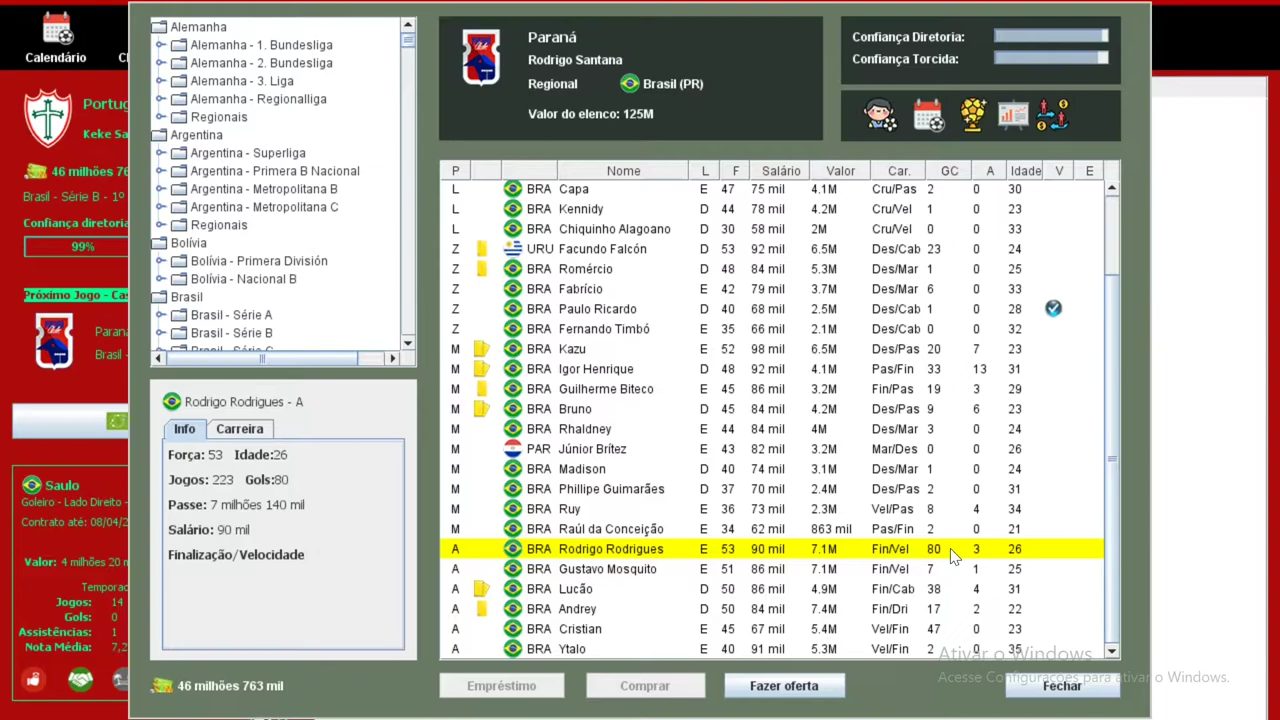 Calendário
Portug
Keke Sa
46 milhões 76
Brasil - Série B - 1º
Confiança diretoria
99%
Próximo Jogo - Cas
Paraná
Brasil -
Saulo
Goleiro - Lado Direito -
Contrato até: 08/04/2
Valor: 4 milhões 20 m
Temporad
Jogos: 14
Gols: 0
Assistências: 1
Nota Média: 7,2
Alemanha
Alemanha - 1. Bundesliga
Alemanha - 2. Bundesliga
Alemanha - 3. Liga
Alemanha - Regionalliga
Regionais
Argentina
Argentina - Superliga
Argentina - Primera B Nacional
Argentina - Metropolitana B
Argentina - Metropolitana C
Regionais
Bolívia
Bolívia - Primera División
Bolívia - Nacional B
Brasil
Brasil - Série A
Brasil - Série B
Rodrigo Rodrigues - A
Info Carreira
Força: 53 Idade:26
Jogos: 223 Gols:80
Passe: 7 milhões 140 mil
Salário: 90 mil
Finalização/Velocidade
46 milhões 763 mil
Paraná
Rodrigo Santana
Regional Brasil (PR)
Valor do elenco: 125M
Confiança Diretoria:
Confiança Torcida:
P Nome L F Salário Valor Car. GC A Idade V E
L BRA Capa E 47 75 mil 4.1M Cru/Pas 2 0 30
L BRA Kennidy D 44 78 mil 4.2M Cru/Vel 1 0 23
L BRA Chiquinho Alagoano D 30 58 mil 2M Cru/Vel 0 0 33
Z URU Facundo Falcón D 53 92 mil 6.5M Des/Cab 23 0 24
Z BRA Romércio D 48 84 mil 5.3M Des/Mar 1 0 25
Z BRA Fabrício E 42 79 mil 3.7M Des/Mar 6 0 33
Z BRA Paulo Ricardo D 40 68 mil 2.5M Des/Cab 1 0 28
Z BRA Fernando Timbó E 35 66 mil 2.1M Des/Cab 0 0 32
M BRA Kazu E 52 98 mil 6.5M Des/Pas 20 7 23
M BRA Igor Henrique D 48 92 mil 4.1M Pas/Fin 33 13 31
M BRA Guilherme Biteco E 45 86 mil 3.2M Fin/Pas 19 3 29
M BRA Bruno D 45 84 mil 4.2M Des/Pas 9 6 23
M BRA Rhaldney E 44 82 mil 4M Des/Mar 3 0 24
M PAR Júnior Brítez D 43 82 mil 3.2M Mar/Des 0 0 26
M BRA Madison D 40 74 mil 3.1M Des/Mar 1 0 24
M BRA Phillipe Guimarães D 37 70 mil 2.4M Des/Pas 2 0 31
M BRA Ruy E 36 73 mil 2.3M Vel/Pas 8 4 34
M BRA Raúl da Conceição E 34 62 mil 863 mil Pas/Fin 2 0 21
A BRA Rodrigo Rodrigues E 53 90 mil 7.1M Fin/Vel 80 3 26
A BRA Gustavo Mosquito E 51 86 mil 7.1M Fin/Vel 7 1 25
A BRA Lucão D 50 86 mil 4.9M Fin/Cab 38 4 31
A BRA Andrey D 50 84 mil 7.4M Fin/Dri 17 2 22
A BRA Cristian E 45 67 mil 5.4M Vel/Fin 47 0 23
A BRA Ytalo E 40 91 mil 5.3M Vel/Fin 2 0 35
Ativar o Windows
Acesse Configurações para ativar o Windows.
Empréstimo Comprar Fazer oferta Fechar